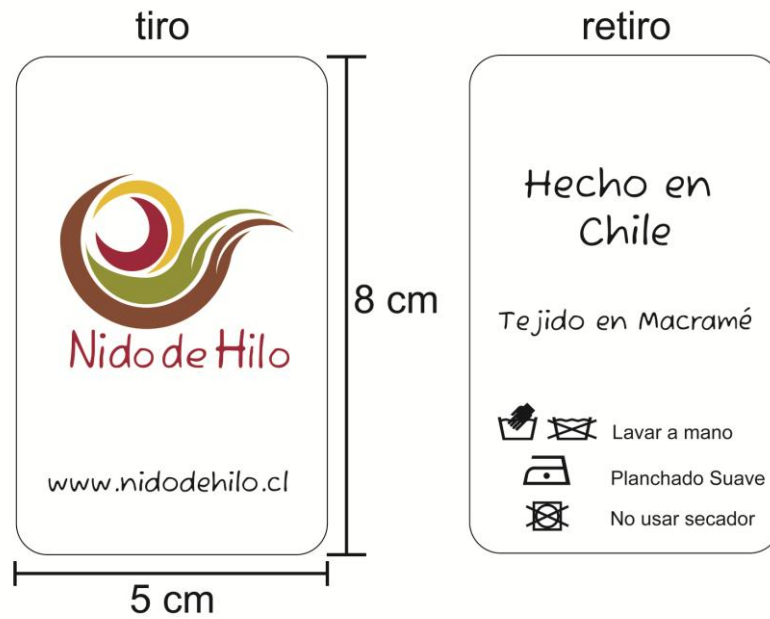 tiro
Nido de Hilo
www.nidodehilo.cl
8 cm
5 cm
retiro
Hecho en
Chile
Tejido en Macramé
Lavar a mano
Planchado Suave
No usar secador